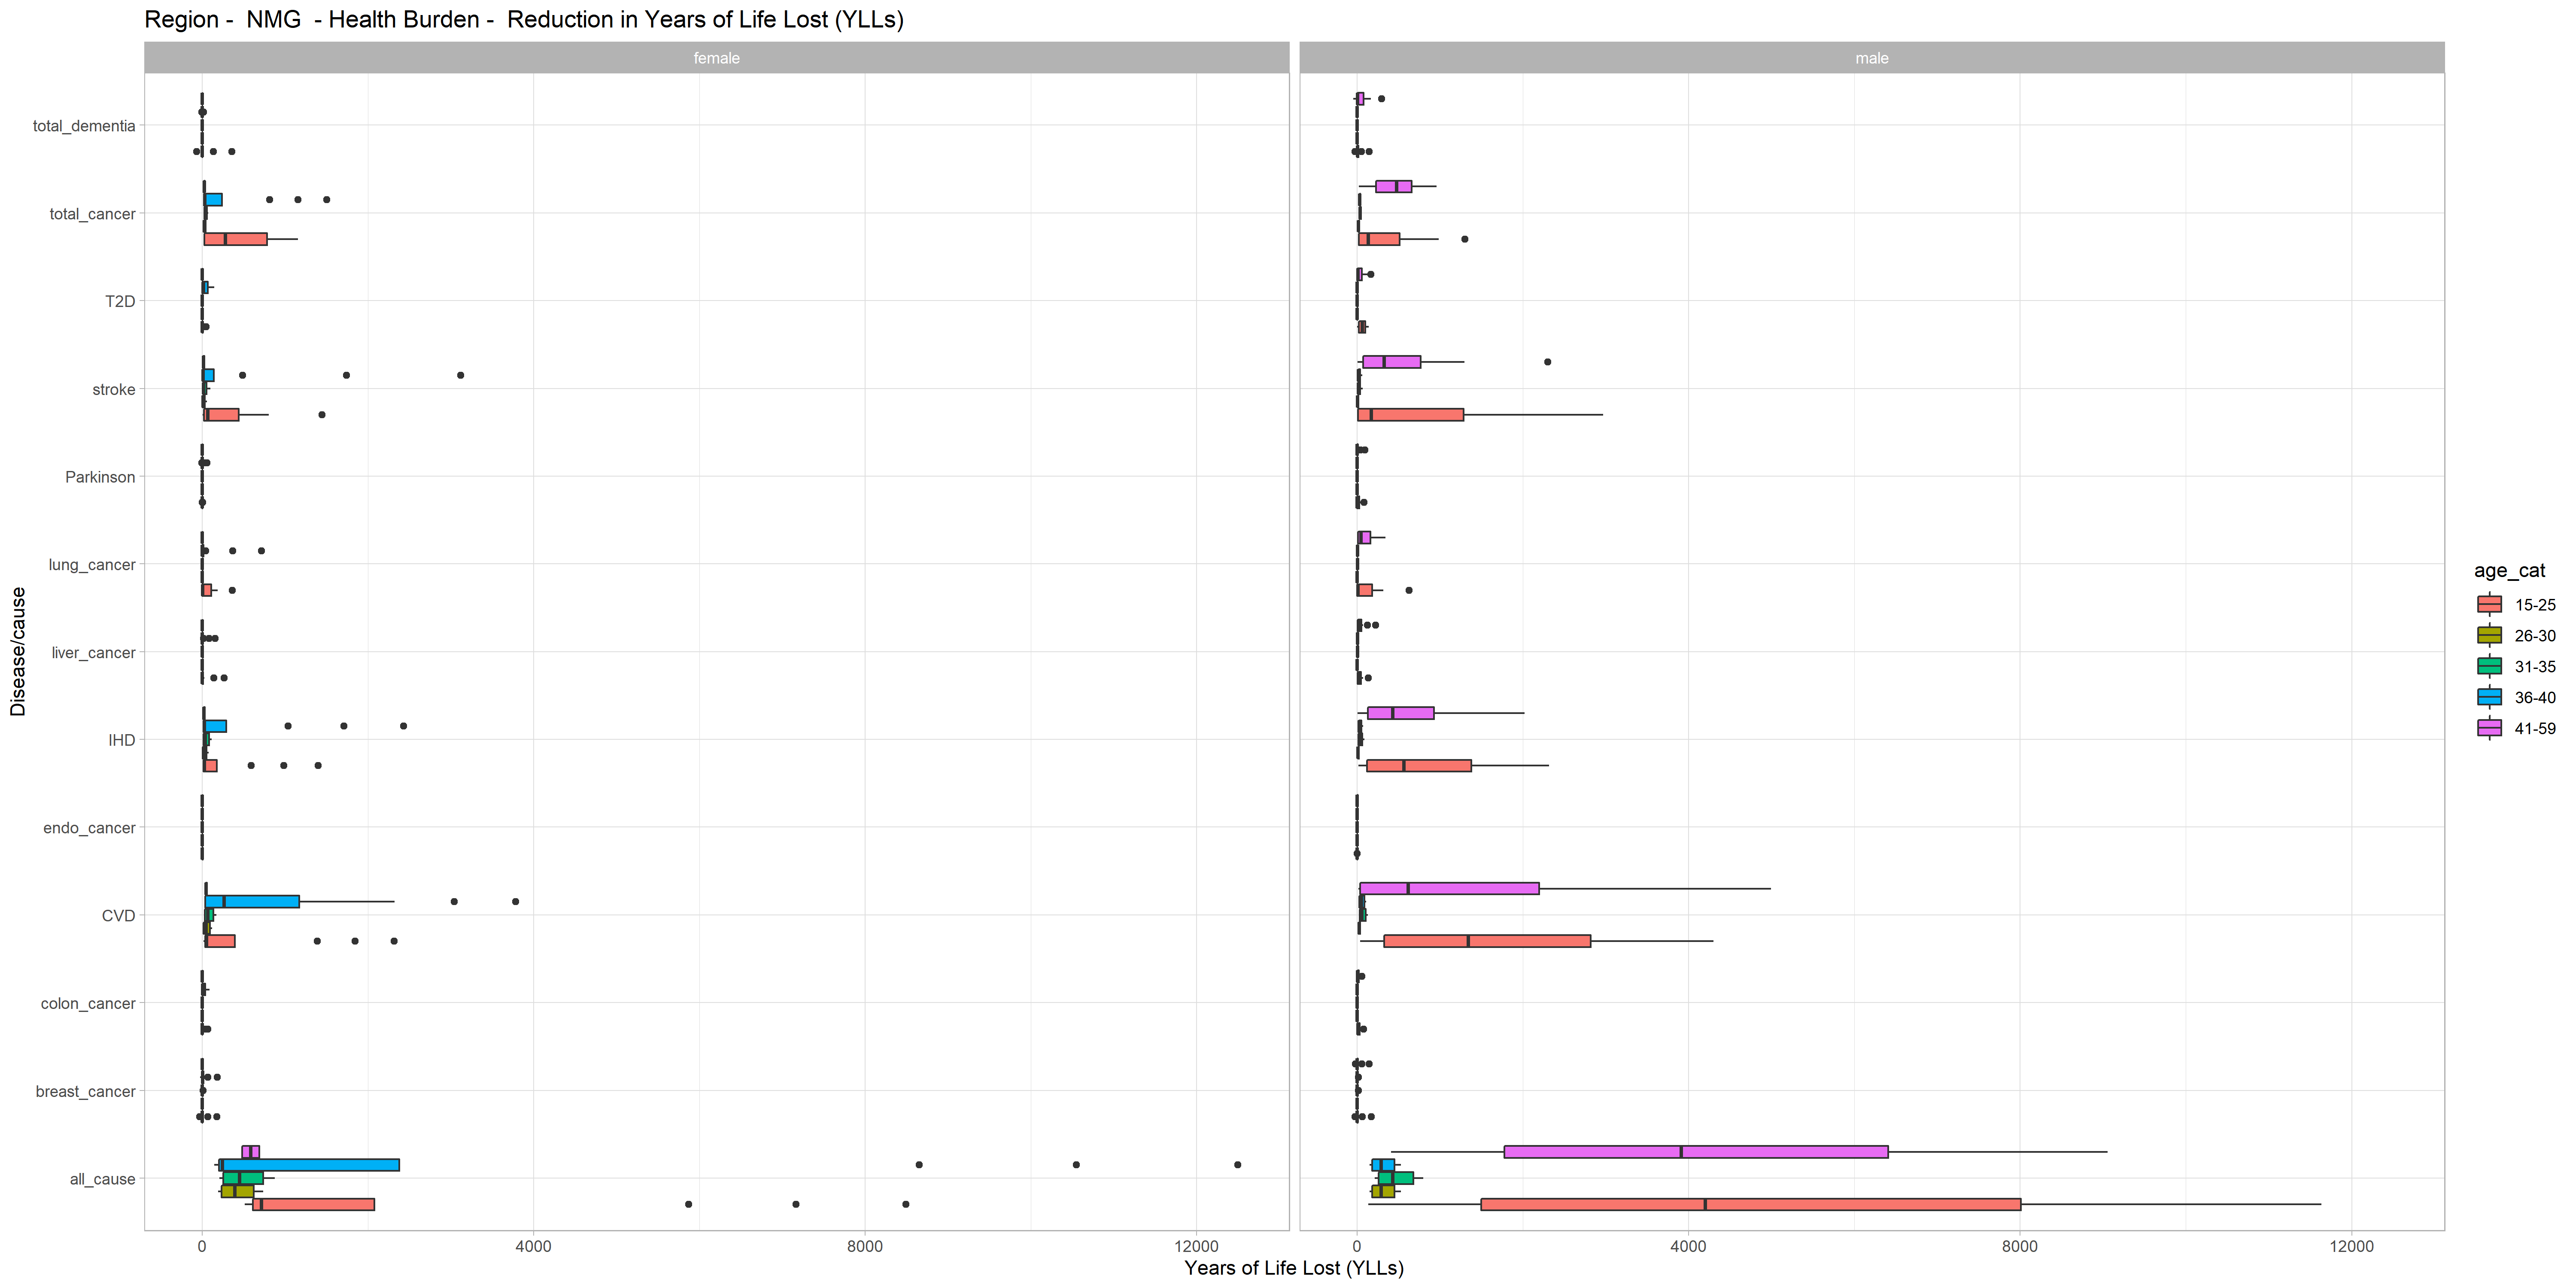 Region -  NMG  - Health Burden -  Reduction in Years of Life Lost (YLLs)
female
male
total_dementia
total_cancer
T2D
stroke
Parkinson
lung_cancer
liver_cancer
IHD
endo_cancer
CVD
colon_cancer
breast_cancer
all_cause
Disease/cause
0
4000
8000
12000
0
4000
8000
12000
Years of Life Lost (YLLs)
age_cat
15-25
26-30
31-35
36-40
41-59